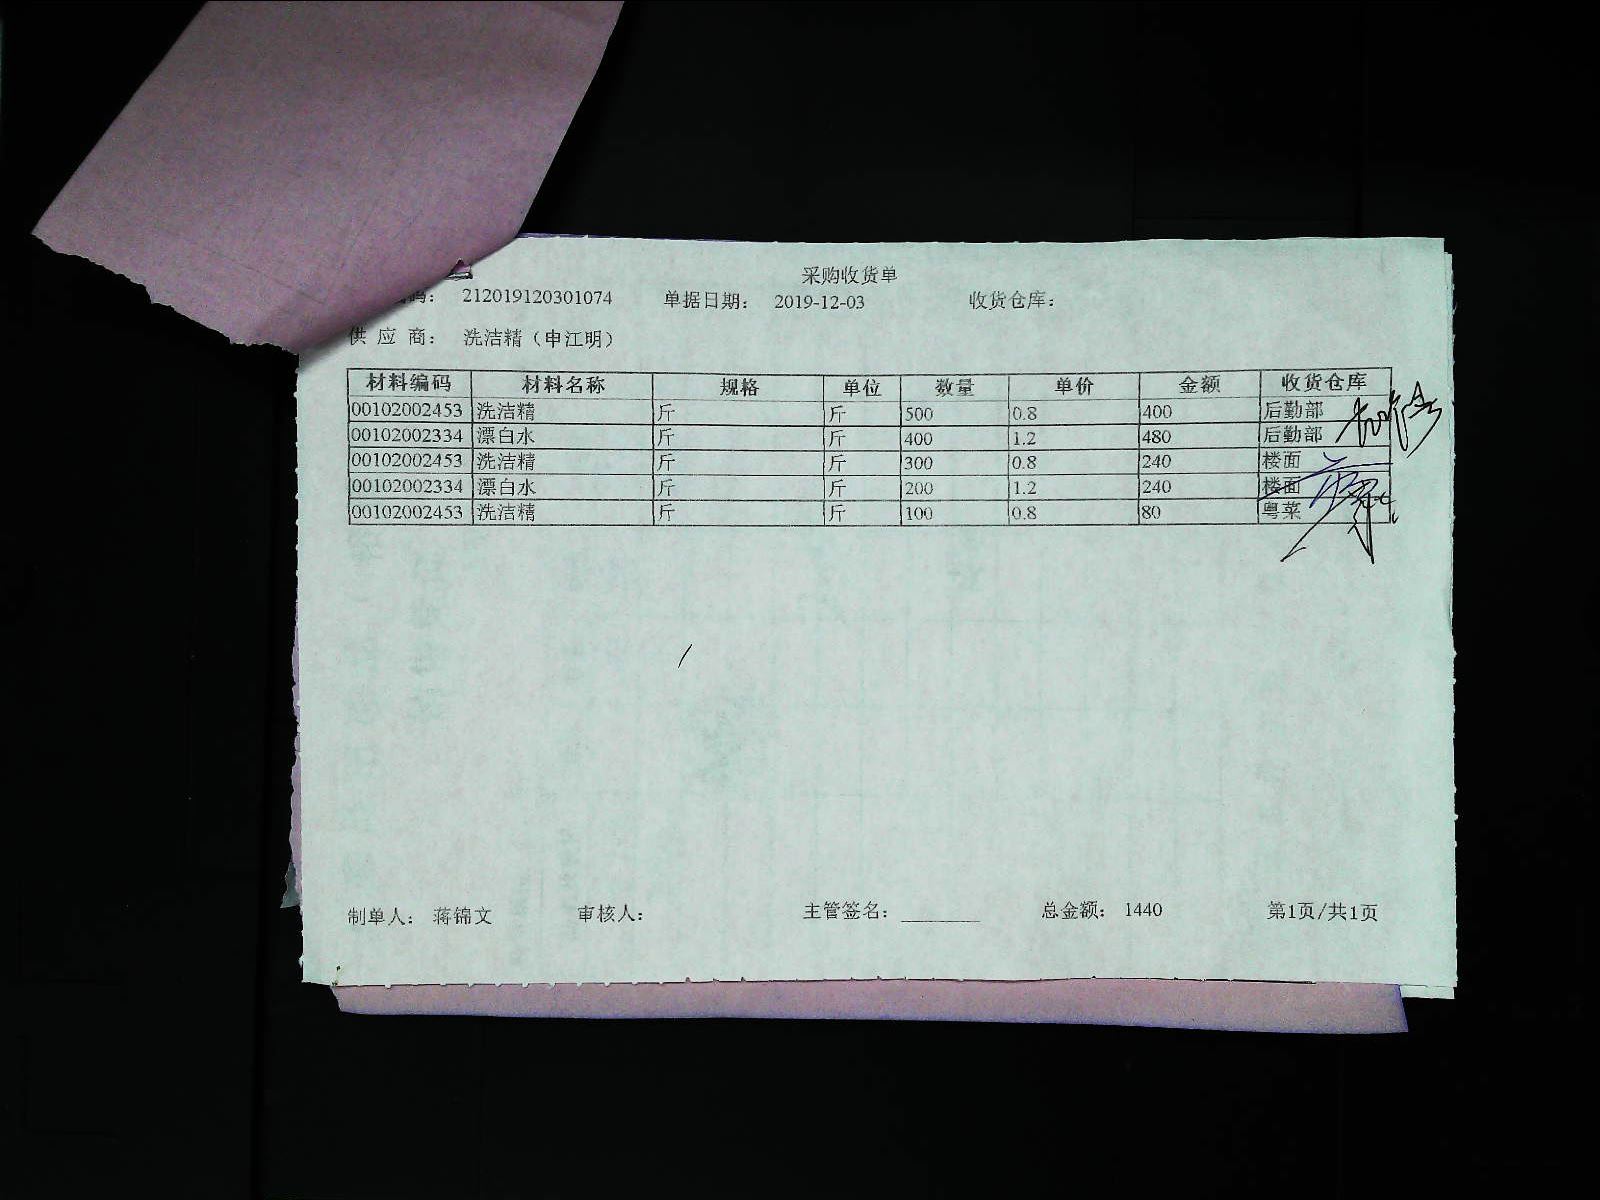 采购收货单
码： 212019120301074 单据日期： 2019-12-03 收货仓库：
供 应 商： 洗洁精（申江明）
材料编码 材料名称 规格 单位 数量 单价 金额 收货仓库
00102002453 洗洁精 斤 斤 500 0.8 400 后勤部
00102002334 漂白水 斤 斤 400 1.2 480 后勤部
00102002453 洗洁精 斤 斤 300 0.8 240 楼面
00102002334 漂白水 斤 斤 200 1.2 240 楼面
00102002453 洗洁精 斤 斤 100 0.8 80 粤菜
制单人： 蒋锦文 审核人： 主管签名： 总金额： 1440 第1页/共1页